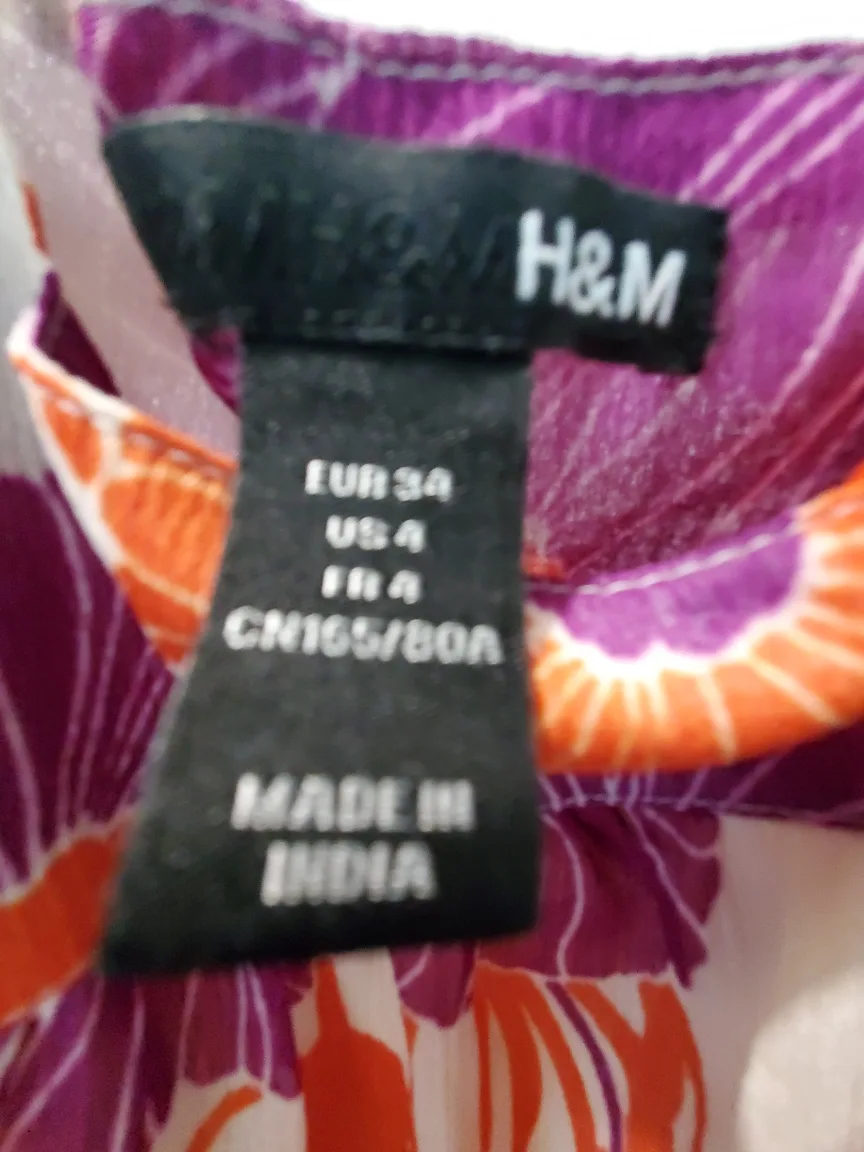 H&M
EUR 34
US 4
FR 4
CN165/80A
MADE IN
INDIA